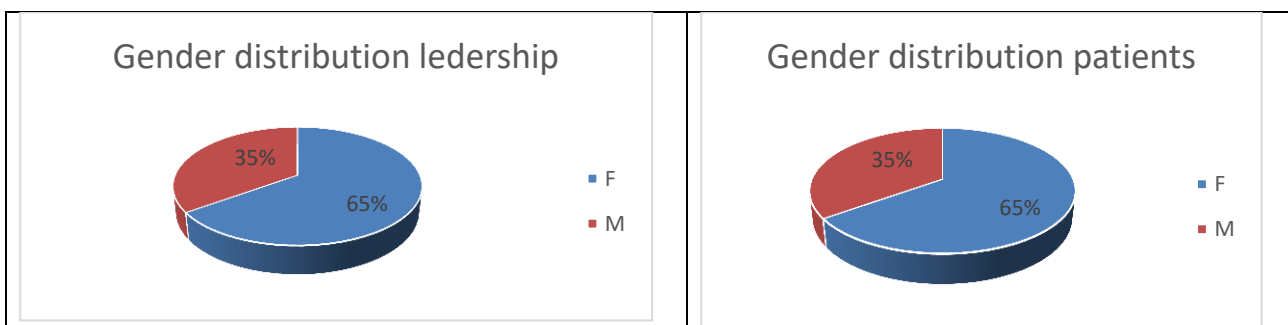 Gender distribution ledership
35%
65%
F
M
Gender distribution patients
35%
65%
F
M